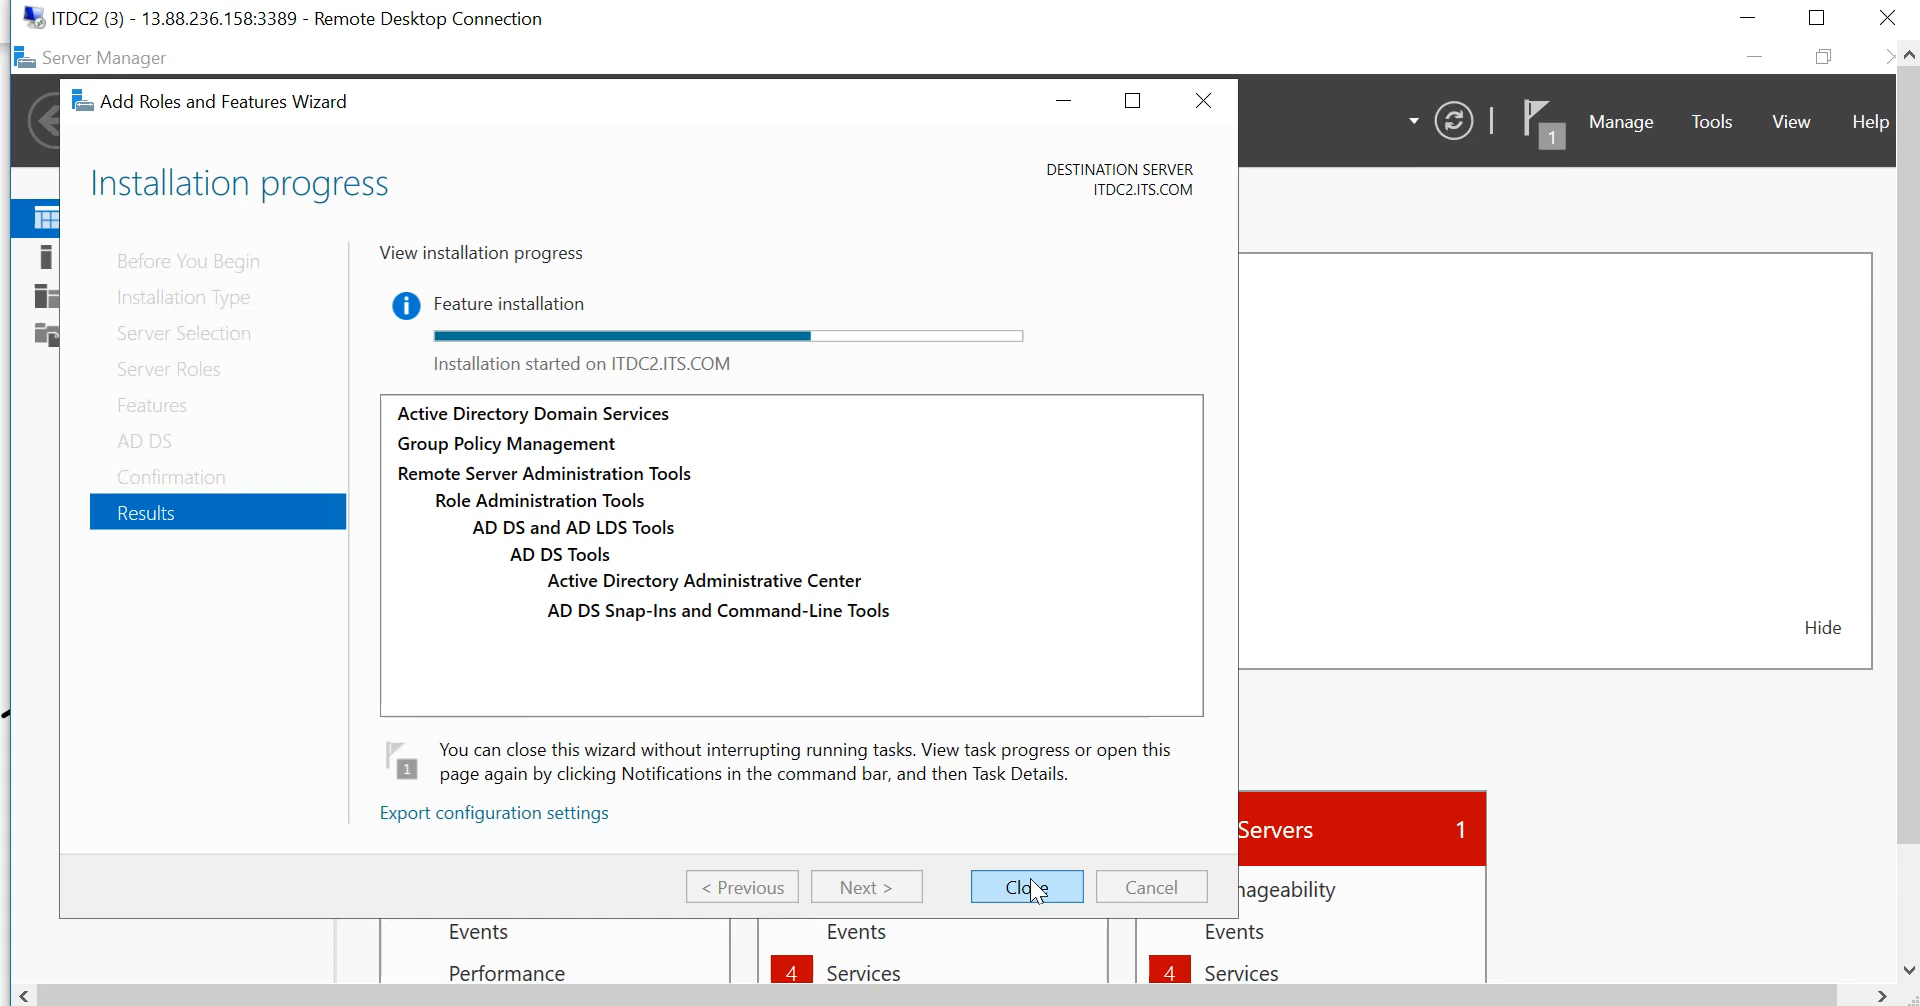 ITDC2 (3) - 13.88.236.158:3389 - Remote Desktop Connection
Server Manager
Add Roles and Features Wizard
1
Manage
Tools
View
Help
Installation progress
DESTINATION SERVER
ITDC2.ITS.COM
Before You Begin
Installation Type
Server Selection
Server Roles
Features
AD DS
Confirmation
Results
View installation progress
Feature installation
Installation started on ITDC2.ITS.COM
Active Directory Domain Services
Group Policy Management
Remote Server Administration Tools
Role Administration Tools
AD DS and AD LDS Tools
AD DS Tools
Active Directory Administrative Center
AD DS Snap-Ins and Command-Line Tools
Hide
1
You can close this wizard without interrupting running tasks. View task progress or open this
page again by clicking Notifications in the command bar, and then Task Details.
Export configuration settings
< Previous
Next >
Close
Cancel
Servers 1
nageability
Events
Performance
Events
4 Services
Events
4 Services